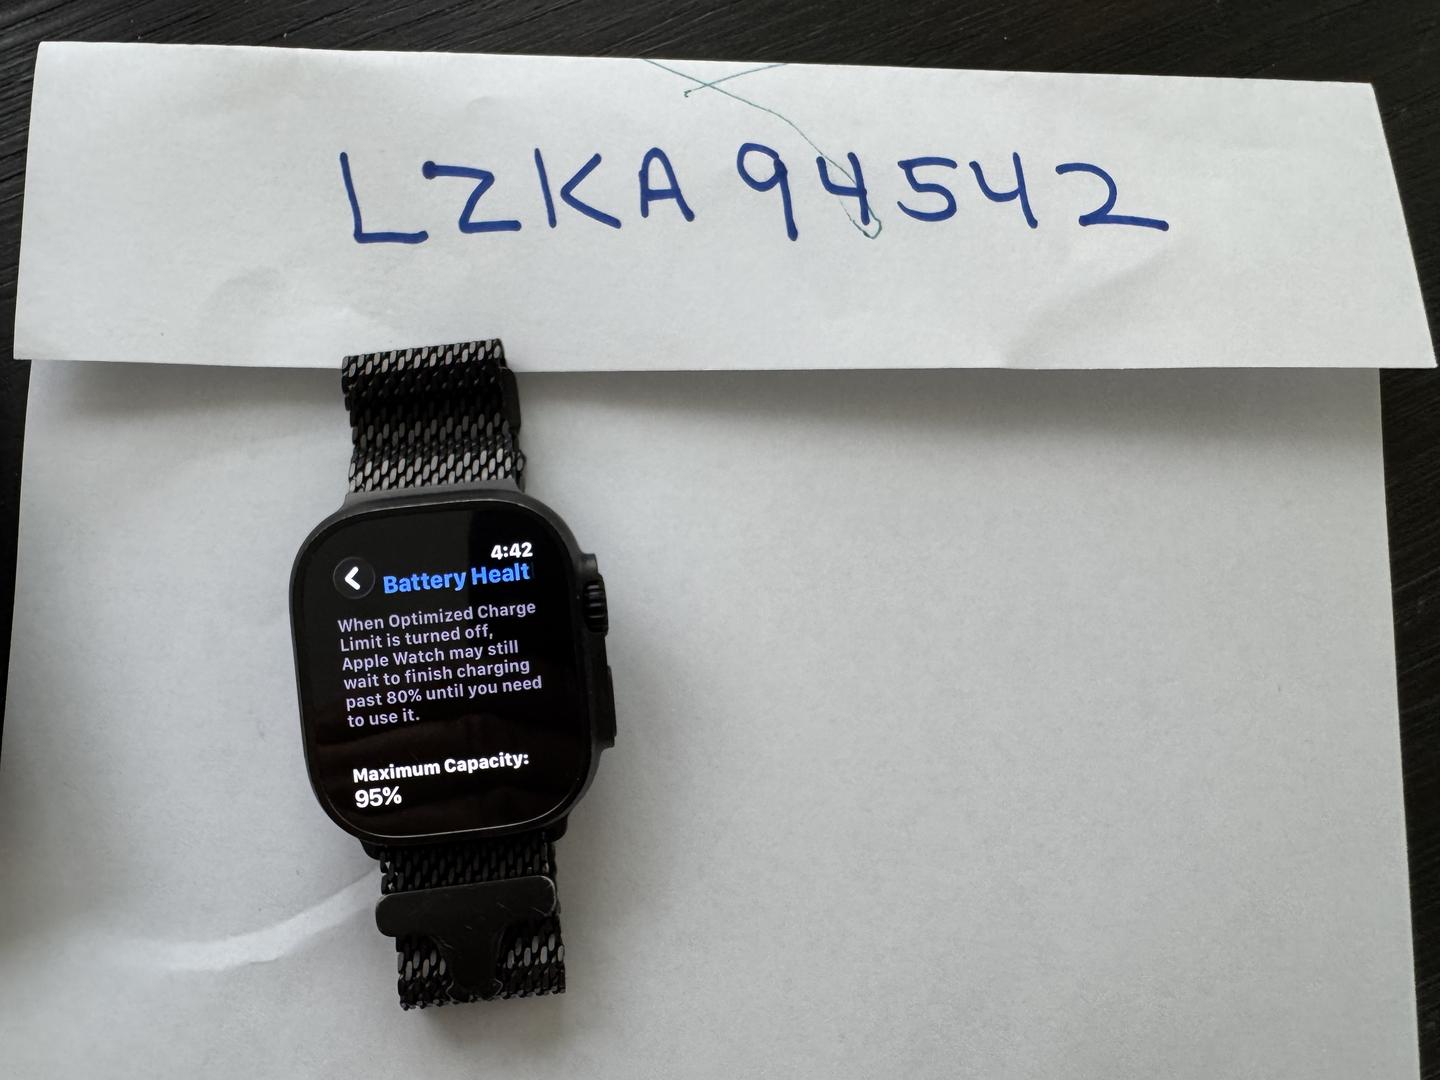 LZKA94542
4:42
Battery Healt
When Optimized Charge
Limit is turned off,
Apple Watch may still
wait to finish charging
past 80% until you need
to use it.
Maximum Capacity:
95%